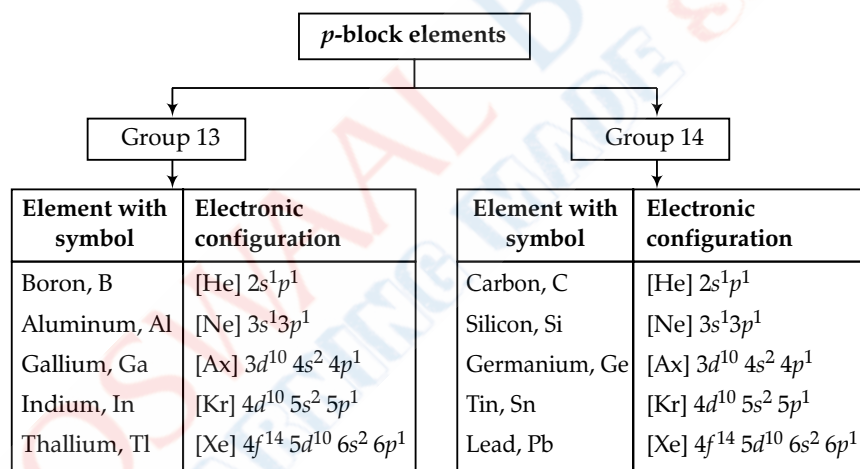 p-block elements
Group 13
Group 14
Element with symbol | Electronic configuration
Boron, B | [He] 2s¹p¹
Aluminum, Al | [Ne] 3s¹3p¹
Gallium, Ga | [Ax] 3d¹⁰ 4s² 4p¹
Indium, In | [Kr] 4d¹⁰ 5s² 5p¹
Thallium, Tl | [Xe] 4f¹⁴ 5d¹⁰ 6s² 6p¹
Element with symbol | Electronic configuration
Carbon, C | [He] 2s¹p¹
Silicon, Si | [Ne] 3s¹3p¹
Germanium, Ge | [Ax] 3d¹⁰ 4s² 4p¹
Tin, Sn | [Kr] 4d¹⁰ 5s² 5p¹
Lead, Pb | [Xe] 4f¹⁴ 5d¹⁰ 6s² 6p¹
OSWAAL
MADE